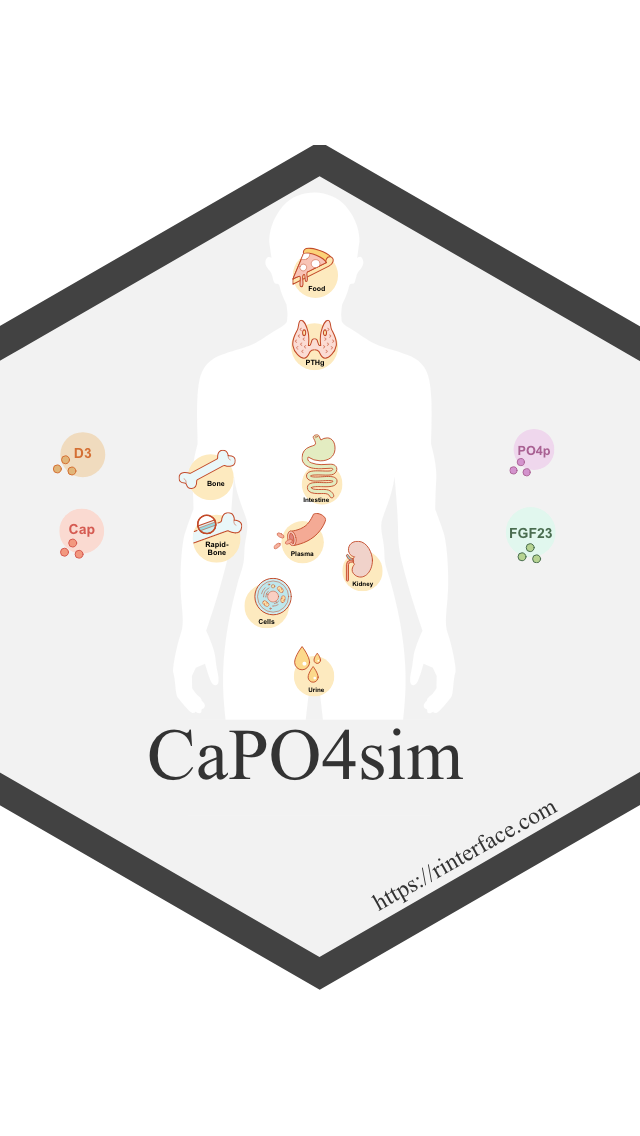 Food
PTHg
D3
PO4p
Bone
Intestine
Cap
FGF23
Rapid-
Bone
Plasma
Kidney
Cells
Urine
CaPO4sim
https://rinterface.com